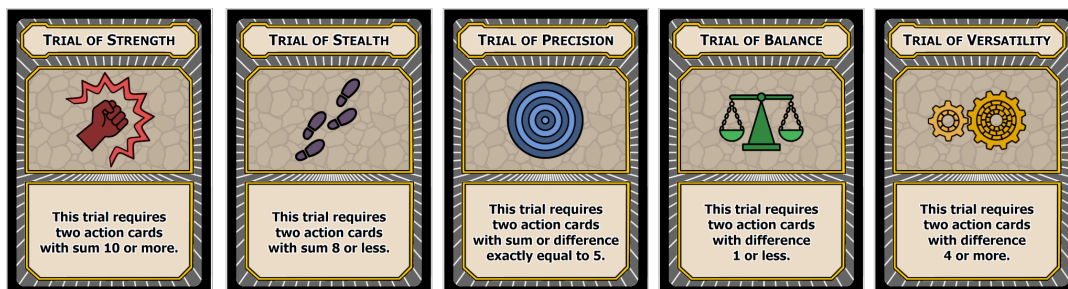 TRIAL OF STRENGTH
This trial requires
two action cards
with sum 10 or more.
TRIAL OF STEALTH
This trial requires
two action cards
with sum 8 or less.
TRIAL OF PRECISION
This trial requires
two action cards
with sum or difference
exactly equal to 5.
TRIAL OF BALANCE
This trial requires
two action cards
with difference
1 or less.
TRIAL OF VERSATILITY
This trial requires
two action cards
with difference
4 or more.